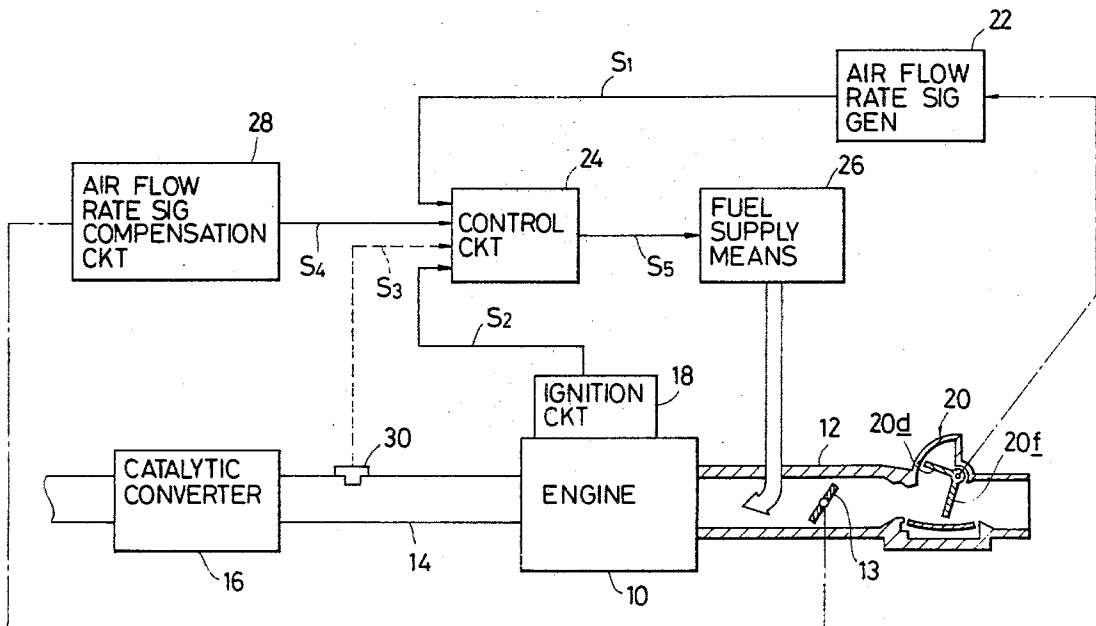 22
AIR FLOW
RATE SIG
GEN
S1
28
AIR FLOW
RATE SIG
COMPENSATION
CKT
24
CONTROL
CKT
26
FUEL
SUPPLY
MEANS
S4
S3
S5
S2
IGNITION
CKT
18
20
20d
20f
12
30
CATALYTIC
CONVERTER
ENGINE
14
13
16
10